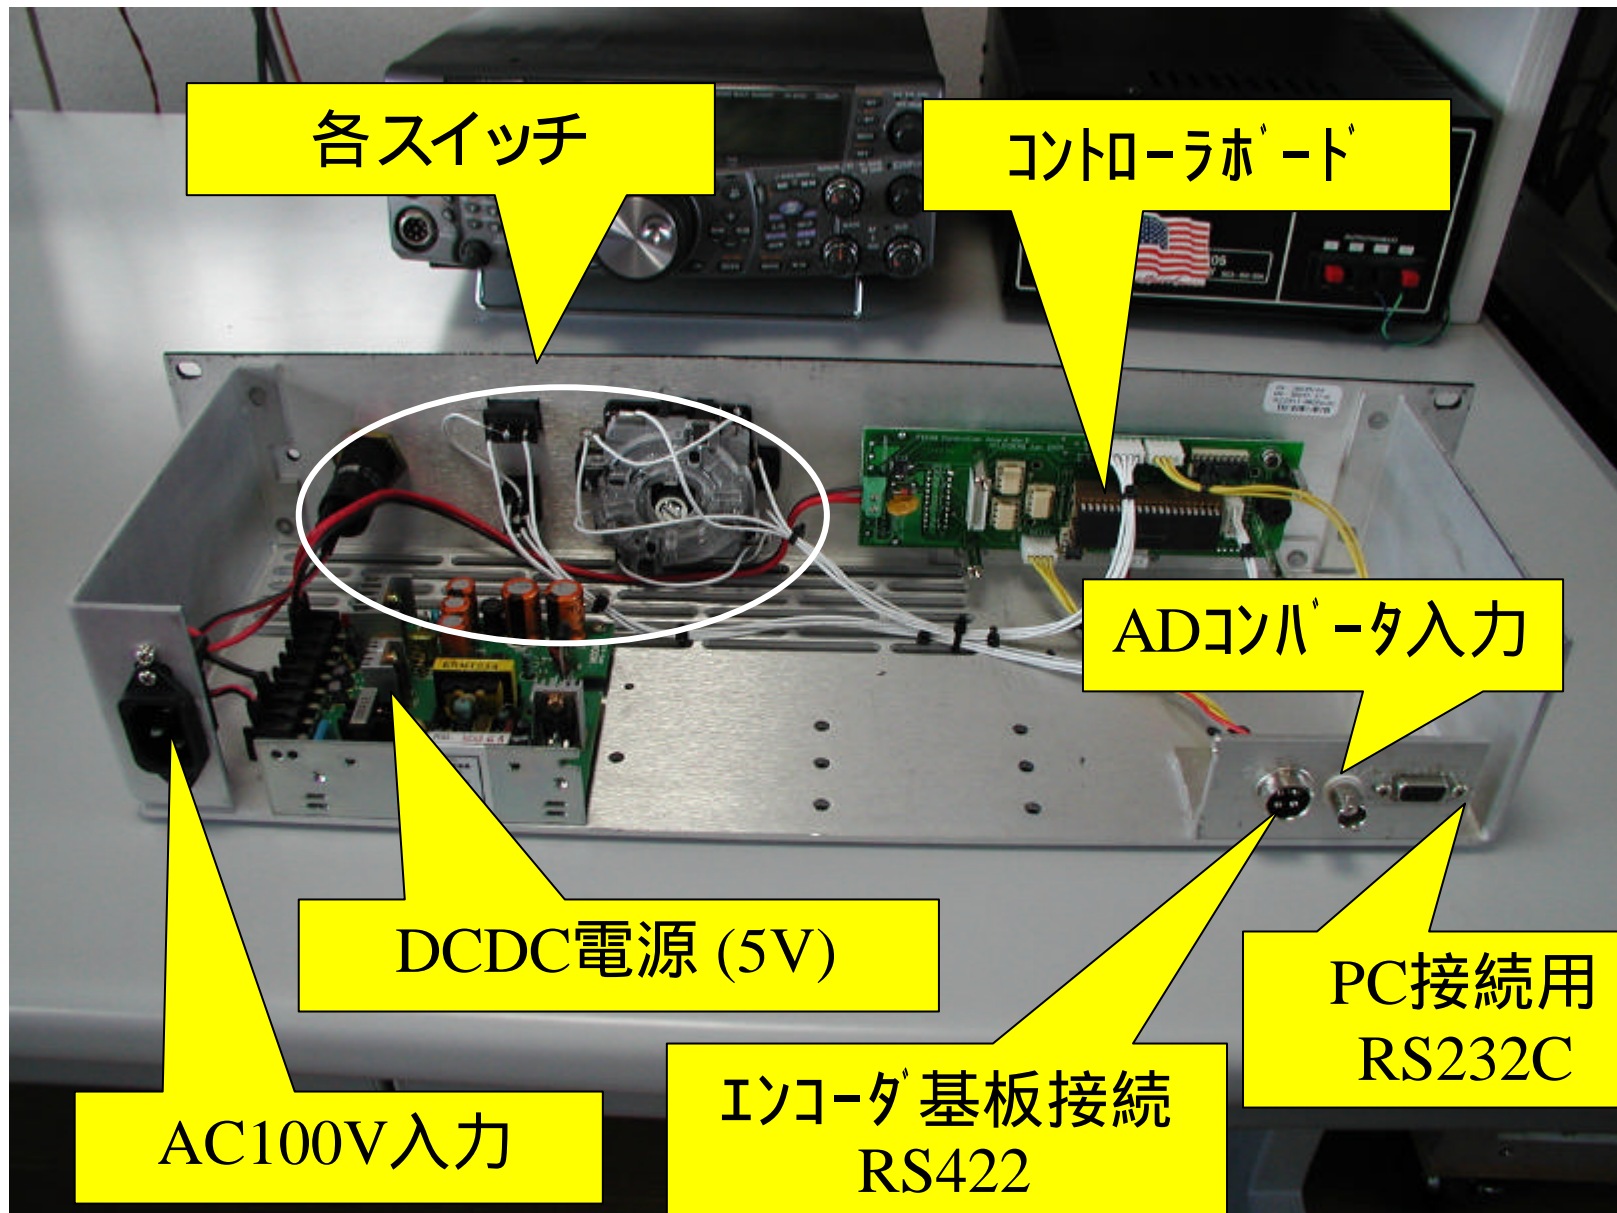 各スイッチ
コントローラボード
05
ADコンバータ入力
DCDC電源 (5V)
PC接続用
RS232C
エンコーダ基板接続
RS422
AC100V入力